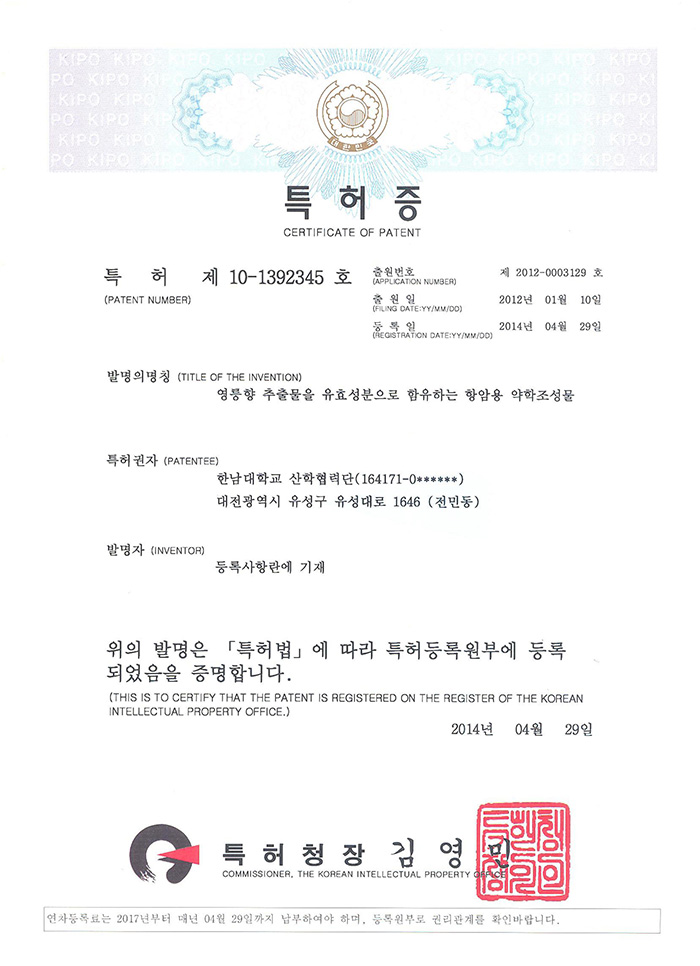 KIPO KIPO KIPO KIPO KIPO
대한민국
특허증
CERTIFICATE OF PATENT
특 허 제 10-1392345 호
(PATENT NUMBER)
출원번호 제 2012-0003129 호
(APPLICATION NUMBER)
출 원 일 2012년 01월 10일
(FILING DATE:YY/MM/DD)
등 록 일 2014년 04월 29일
(REGISTRATION DATE:YY/MM/DD)
발명의명칭 (TITLE OF THE INVENTION)
영릉향 추출물을 유효성분으로 함유하는 항암용 약학조성물
특허권자 (PATENTEE)
한남대학교 산학협력단(164171-0******)
대전광역시 유성구 유성대로 1646 (전민동)
발명자 (INVENTOR)
등록사항란에 기재
위의 발명은 「특허법」에 따라 특허등록원부에 등록
되었음을 증명합니다.
(THIS IS TO CERTIFY THAT THE PATENT IS REGISTERED ON THE REGISTER OF THE KOREAN
INTELLECTUAL PROPERTY OFFICE.)
2014년 04월 29일
특허청장 김영민
COMMISSIONER, THE KOREAN INTELLECTUAL PROPERTY OFFICE
연차등록료는 2017년부터 매년 04월 29일까지 납부하여야 하며, 등록원부로 권리관계를 확인바랍니다.